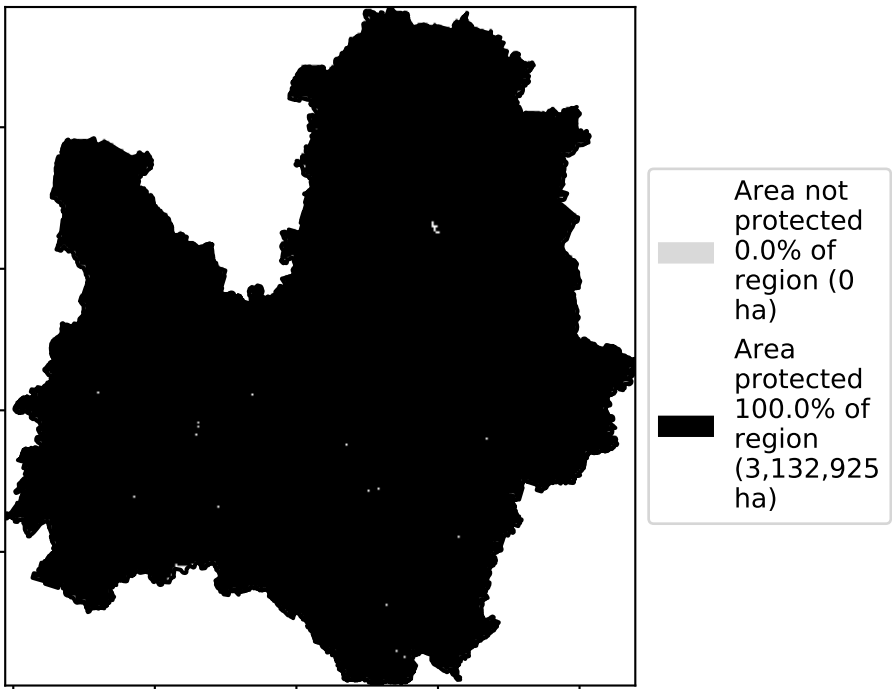 Area not
protected
0.0% of
region (0
ha)
Area
protected
100.0% of
region
(3,132,925
ha)